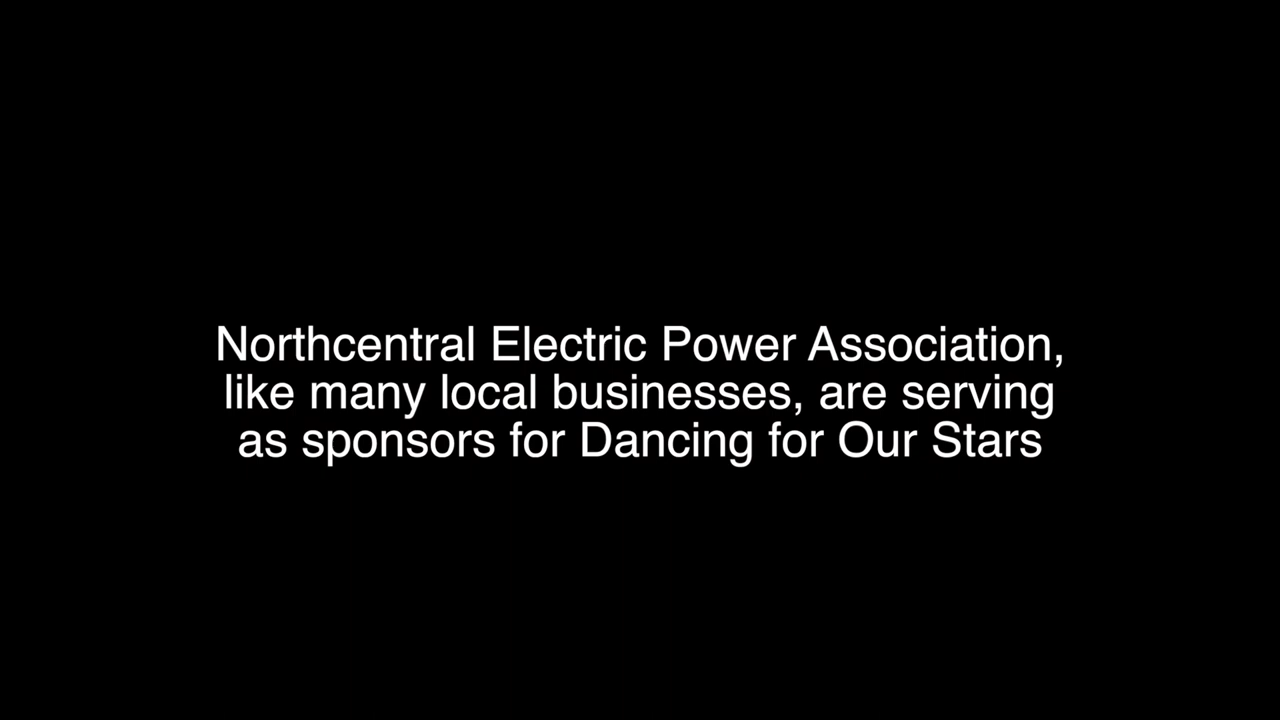 Northcentral Electric Power Association,
like many local businesses, are serving
as sponsors for Dancing for Our Stars